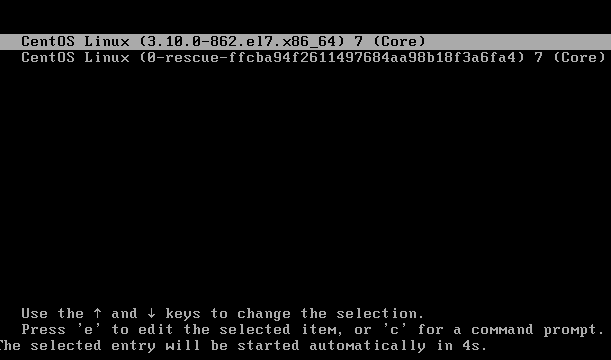 CentOS Linux (3.10.0-862.el7.x86_64) 7 (Core)
CentOS Linux (0-rescue-ffcba94f2611497684aa98b18f3a6fa4) 7 (Core)
Use the ↑ and ↓ keys to change the selection.
Press 'e' to edit the selected item, or 'c' for a command prompt.
The selected entry will be started automatically in 4s.